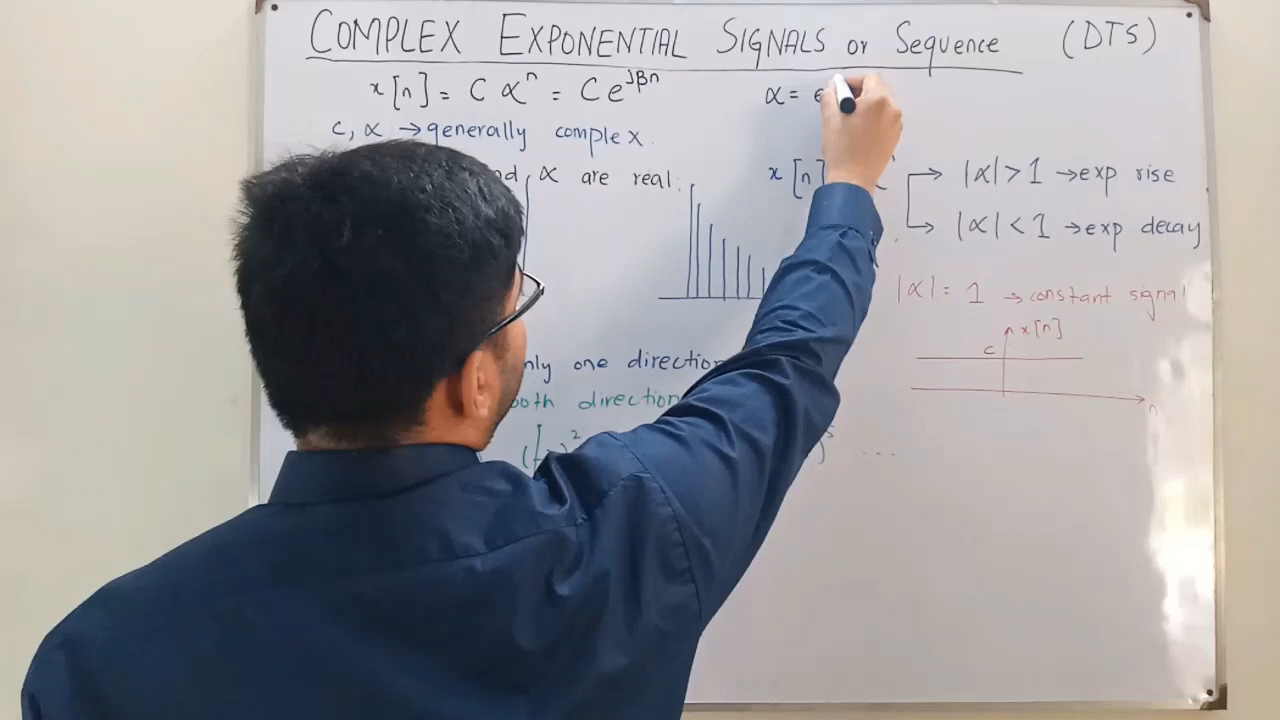 COMPLEX EXPONENTIAL SIGNALS or Sequence (DTS)
x[n] = C α^n = C e^jβn α = e
c, α → generally complex.
α are real: x[n] → |α| > 1 → exp rise
→ |α| < 1 → exp decay
|α| = 1 → constant signal
x[n]
c
n
one direction
both direction
...